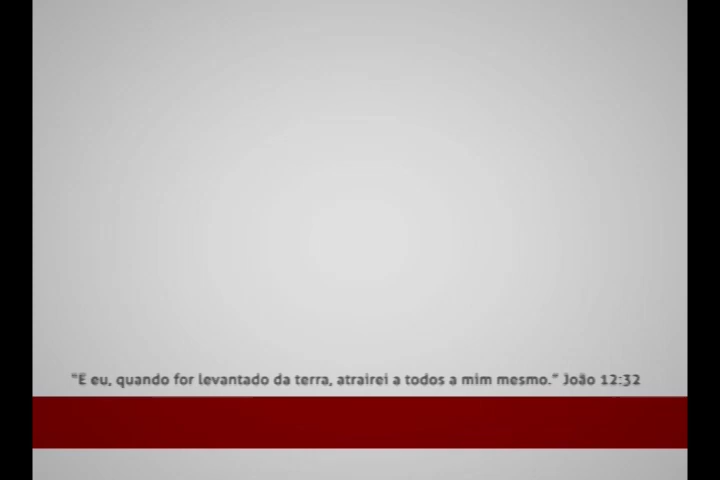 "E eu, quando for levantado da terra, atrairei a todos a mim mesmo." João 12:32